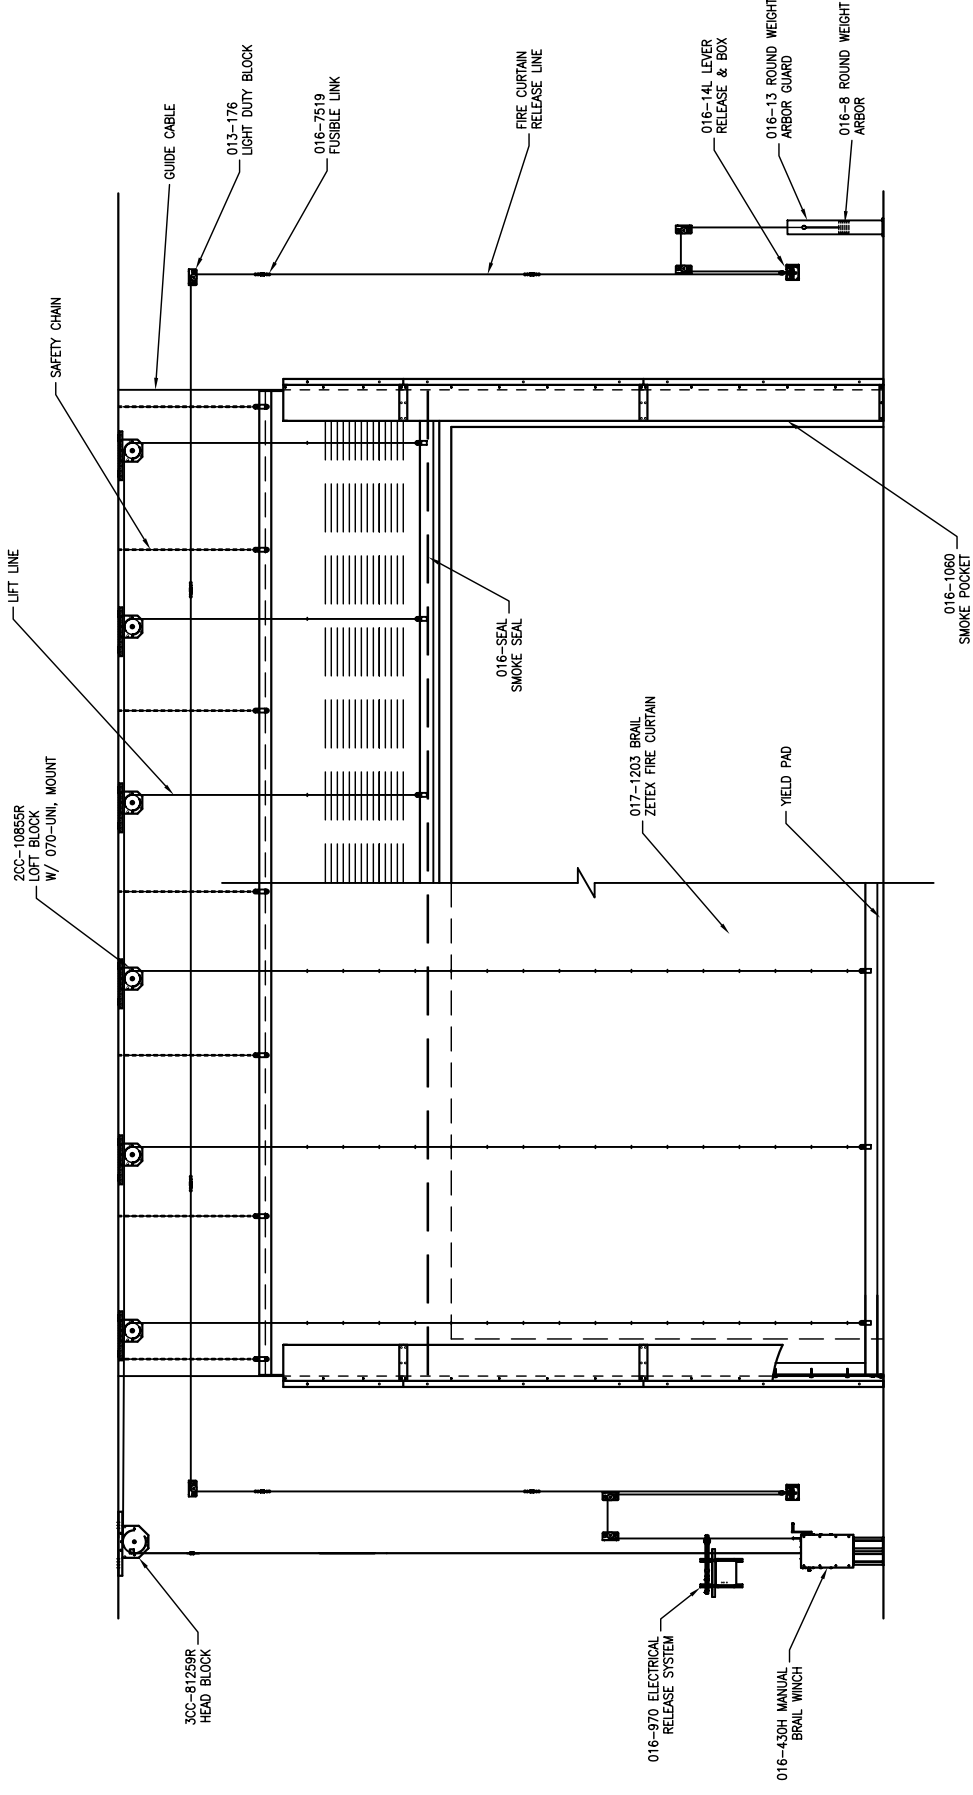 2CC-10855R
LOFT BLOCK
W/ 070-UNI, MOUNT
LIFT LINE
SAFETY CHAIN
GUIDE CABLE
013-176
LIGHT DUTY BLOCK
016-7519
FUSIBLE LINK
FIRE CURTAIN
RELEASE LINE
016-14L LEVER
RELEASE & BOX
016-13 ROUND WEIGHT
ARBOR GUARD
016-8 ROUND WEIGHT
ARBOR
3CC-81259R
HEAD BLOCK
016-SEAL
SMOKE SEAL
017-1203 BRAIL
ZETEX FIRE CURTAIN
YIELD PAD
016-1060
SMOKE POCKET
016-970 ELECTRICAL
RELEASE SYSTEM
016-430H MANUAL
BRAIL WINCH